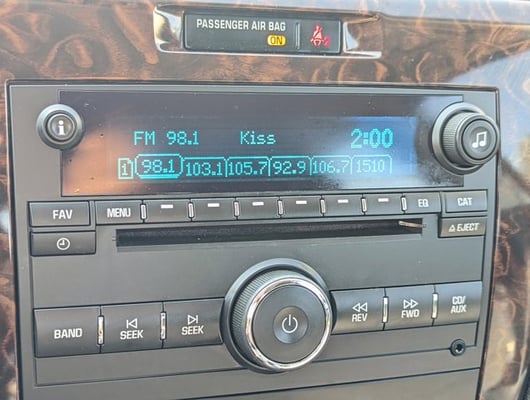 PASSENGER AIR BAG
ON
FM 98.1 Kiss 2:00
1 98.1 103.1 105.7 92.9 106.7 1510
FAV MENU EQ CAT
EJECT
BAND SEEK SEEK REV FWD CD/AUX